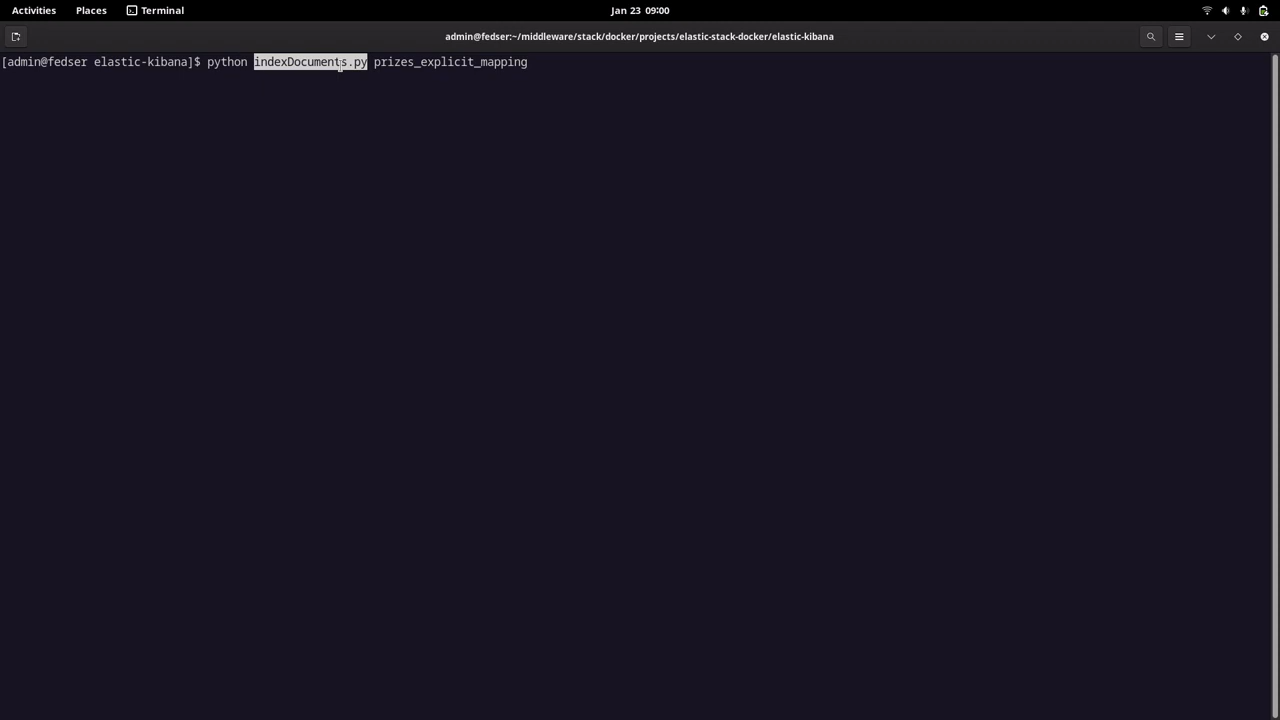 Activities Places Terminal Jan 23 09:00
admin@fedser:~/middleware/stack/docker/projects/elastic-stack-docker/elastic-kibana
[admin@fedser elastic-kibana]$ python indexDocuments.py prizes_explicit_mapping